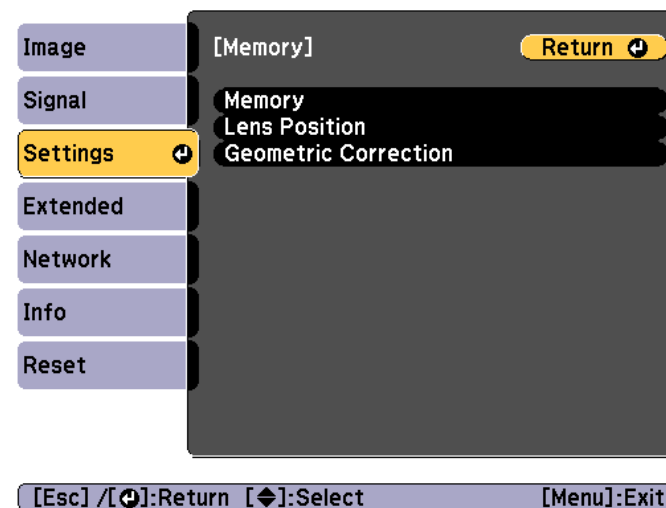 Image
Signal
Settings
Extended
Network
Info
Reset
[Memory]
Return
Memory
Lens Position
Geometric Correction
[Esc] /[ ]:Return [ ]:Select [Menu]:Exit